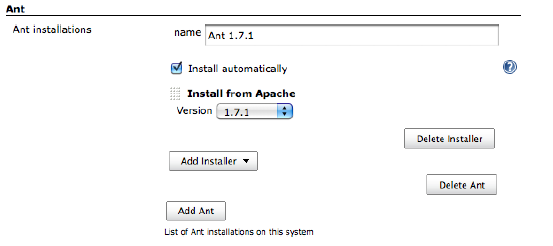 Ant
Ant installations
name Ant 1.7.1
Install automatically
Install from Apache
Version 1.7.1
Delete Installer
Add Installer
Delete Ant
Add Ant
List of Ant installations on this system